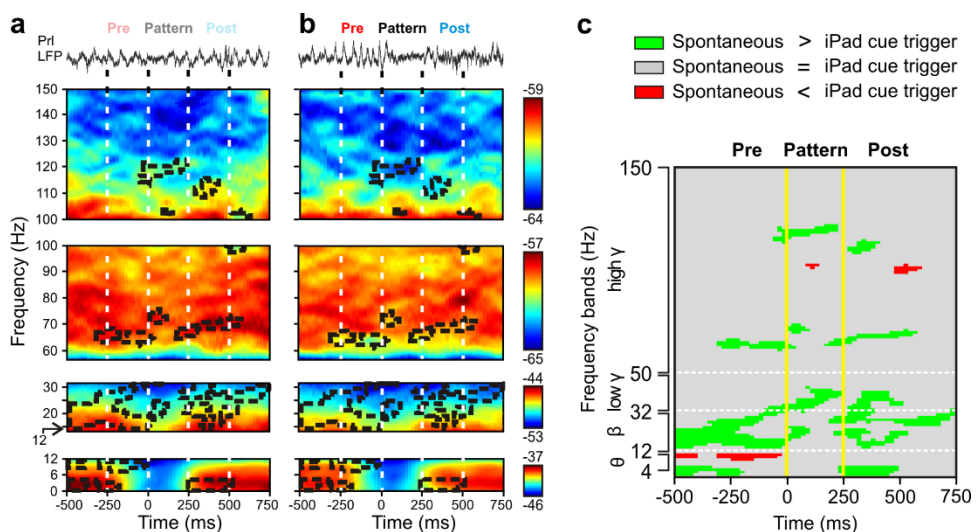 a
Pre Pattern Post
PrI
LFP
150
140
130
120
110
100
100
90
80
70
60
30
20
12
12
10
5
0
Frequency (Hz)
-500 -250 0 250 500 750
Time (ms)
b
Pre Pattern Post
-59
-64
-57
-65
-44
-53
-37
-46
-500 -250 0 250 500 750
Time (ms)
c
Spontaneous > iPad cue trigger
Spontaneous = iPad cue trigger
Spontaneous < iPad cue trigger
Pre Pattern Post
150
high γ
50
low γ
32
β
12
θ
4
Frequency bands (Hz)
-500 -250 0 250 500 750
Time (ms)